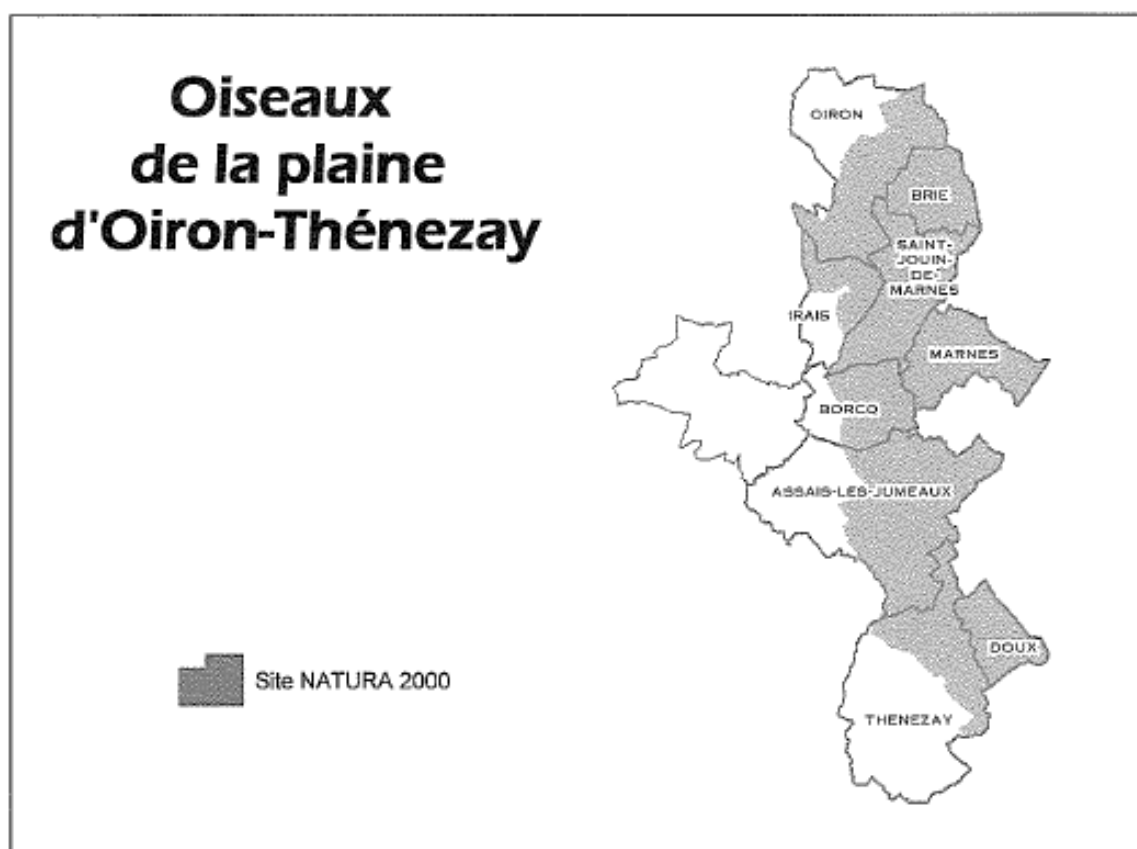 Oiseaux
de la plaine
d'Oiron-Thénezay
OIRON
BRIE
SAINT-
JOUIN-
DE-
MARNES
IRAIS
MARNES
BORCQ
ASSAIS-LES-JUMEAUX
DOUX
THENEZAY
Site NATURA 2000